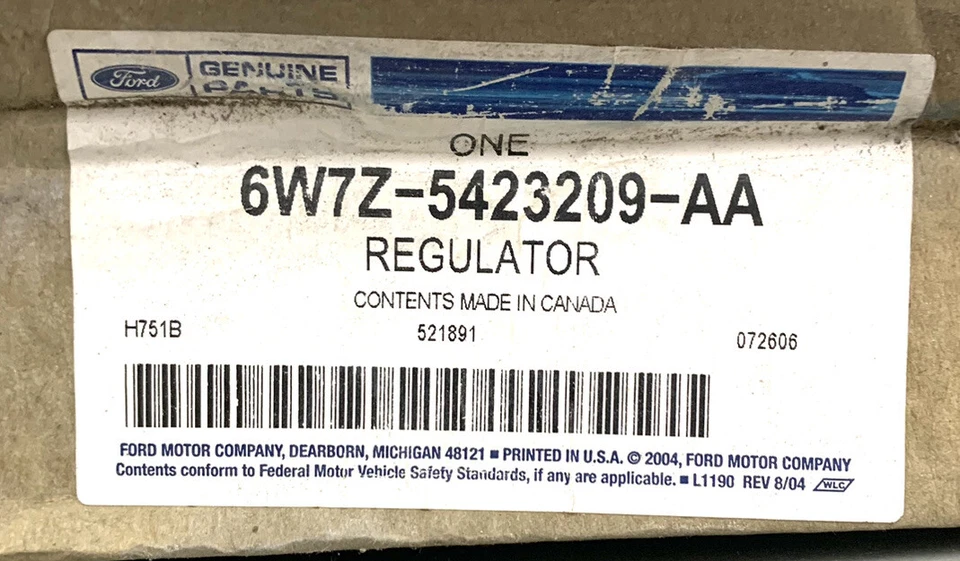 Ford GENUINE PARTS
ONE
6W7Z-5423209-AA
REGULATOR
CONTENTS MADE IN CANADA
H751B 521891 072606
FORD MOTOR COMPANY, DEARBORN, MICHIGAN 48121 ■ PRINTED IN U.S.A. © 2004, FORD MOTOR COMPANY
Contents conform to Federal Motor Vehicle Safety Standards, if any are applicable. ■ L1190 REV 8/04 WLC